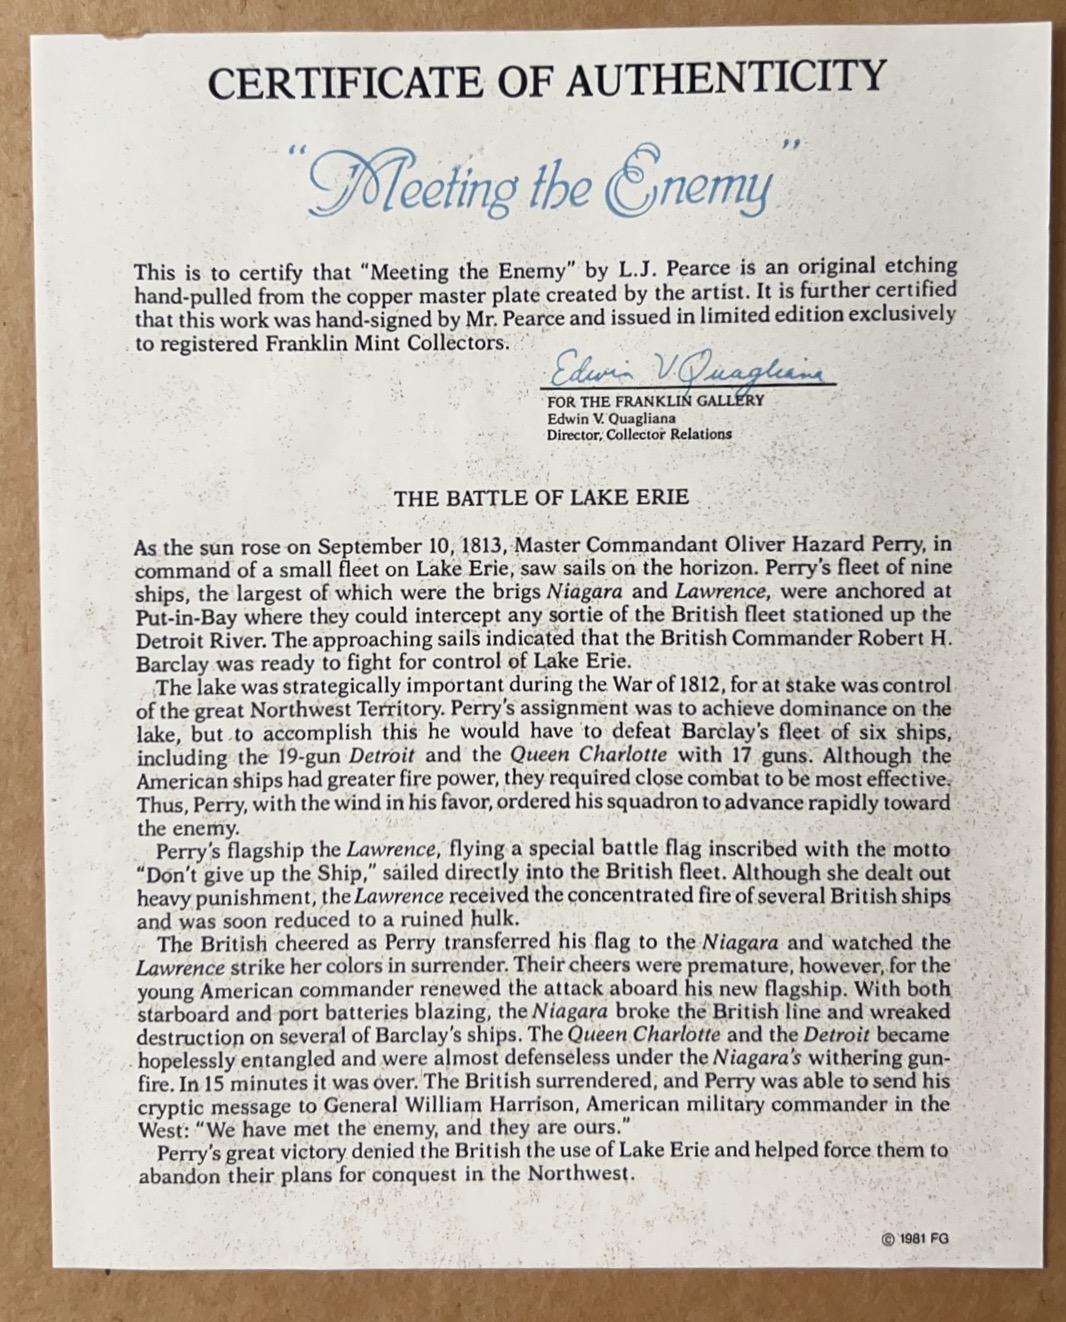 CERTIFICATE OF AUTHENTICITY
“Meeting the Enemy”
This is to certify that “Meeting the Enemy” by L.J. Pearce is an original etching
hand-pulled from the copper master plate created by the artist. It is further certified
that this work was hand-signed by Mr. Pearce and issued in limited edition exclusively
to registered Franklin Mint Collectors.
Edwin V. Quagliana
FOR THE FRANKLIN GALLERY
Edwin V. Quagliana
Director, Collector Relations
THE BATTLE OF LAKE ERIE
As the sun rose on September 10, 1813, Master Commandant Oliver Hazard Perry, in
command of a small fleet on Lake Erie, saw sails on the horizon. Perry’s fleet of nine
ships, the largest of which were the brigs Niagara and Lawrence, were anchored at
Put-in-Bay where they could intercept any sortie of the British fleet stationed up the
Detroit River. The approaching sails indicated that the British Commander Robert H.
Barclay was ready to fight for control of Lake Erie.
The lake was strategically important during the War of 1812, for at stake was control
of the great Northwest Territory. Perry’s assignment was to achieve dominance on the
lake, but to accomplish this he would have to defeat Barclay’s fleet of six ships,
including the 19-gun Detroit and the Queen Charlotte with 17 guns. Although the
American ships had greater fire power, they required close combat to be most effective.
Thus, Perry, with the wind in his favor, ordered his squadron to advance rapidly toward
the enemy.
Perry’s flagship the Lawrence, flying a special battle flag inscribed with the motto
“Don’t give up the Ship,” sailed directly into the British fleet. Although she dealt out
heavy punishment, the Lawrence received the concentrated fire of several British ships
and was soon reduced to a ruined hulk.
The British cheered as Perry transferred his flag to the Niagara and watched the
Lawrence strike her colors in surrender. Their cheers were premature, however, for the
young American commander renewed the attack aboard his new flagship. With both
starboard and port batteries blazing, the Niagara broke the British line and wreaked
destruction on several of Barclay’s ships. The Queen Charlotte and the Detroit became
hopelessly entangled and were almost defenseless under the Niagara’s withering gun-
fire. In 15 minutes it was over. The British surrendered, and Perry was able to send his
cryptic message to General William Harrison, American military commander in the
West: “We have met the enemy, and they are ours.”
Perry’s great victory denied the British the use of Lake Erie and helped force them to
abandon their plans for conquest in the Northwest.
© 1981 FG